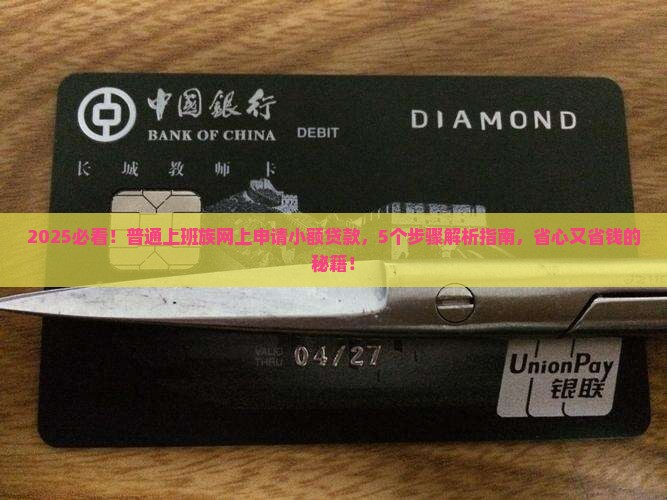 中国銀行
BANK OF CHINA
DEBIT
DIAMOND
长城教师卡
2025必看！普通上班族网上申请小额贷款，5个步骤解析指南，省心又省钱的
秘籍！
VALID
THRU
04/27
UnionPay
银联